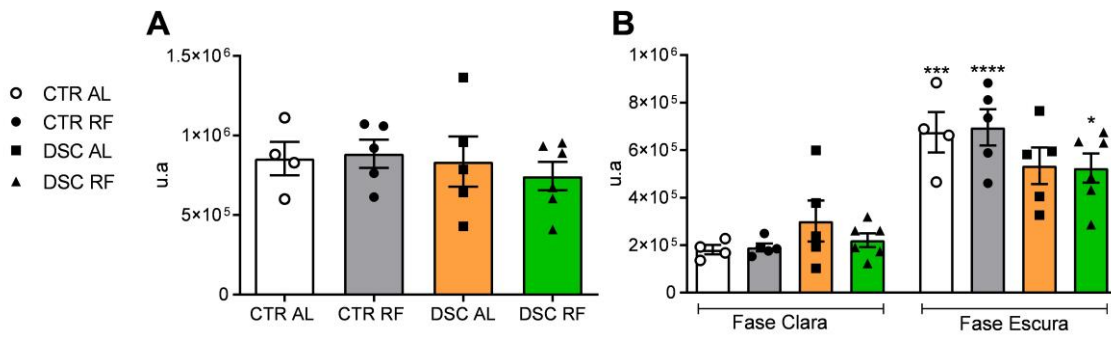 A
B
CTR AL
CTR RF
DSC AL
DSC RF
u.a
1.5×10⁶
1×10⁶
5×10⁵
0
CTR AL CTR RF DSC AL DSC RF
u.a
1×10⁶
8×10⁵
6×10⁵
4×10⁵
2×10⁵
0
*** **** *
Fase Clara Fase Escura